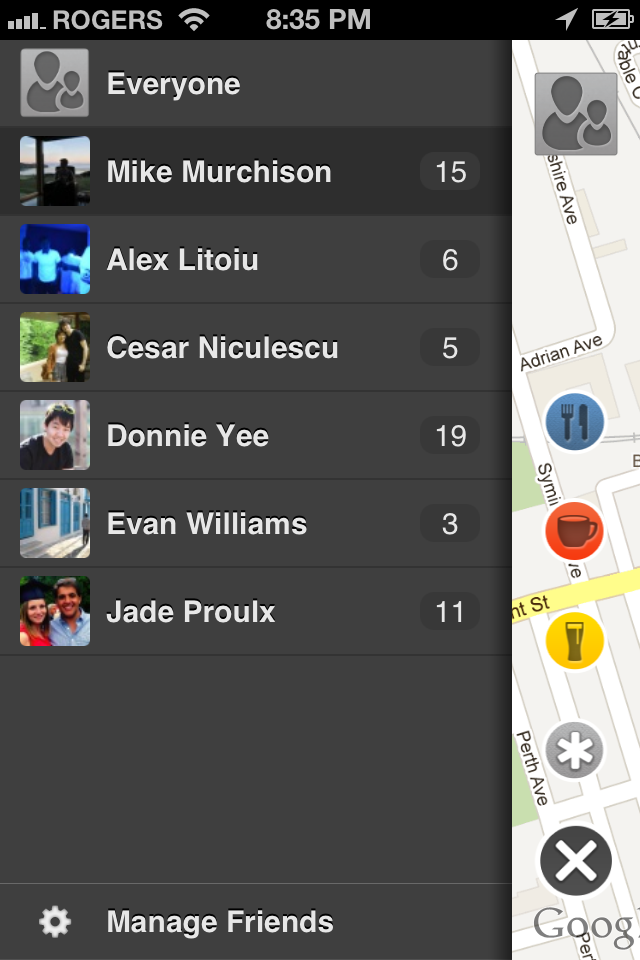 ROGERS 8:35 PM
Everyone
Mike Murchison 15
Alex Litoiu 6
Cesar Niculescu 5
Donnie Yee 19
Evan Williams 3
Jade Proulx 11
Manage Friends
able C
shire Ave
Adrian Ave
Symi
ve
nt St
Perth Ave
Goog
Per